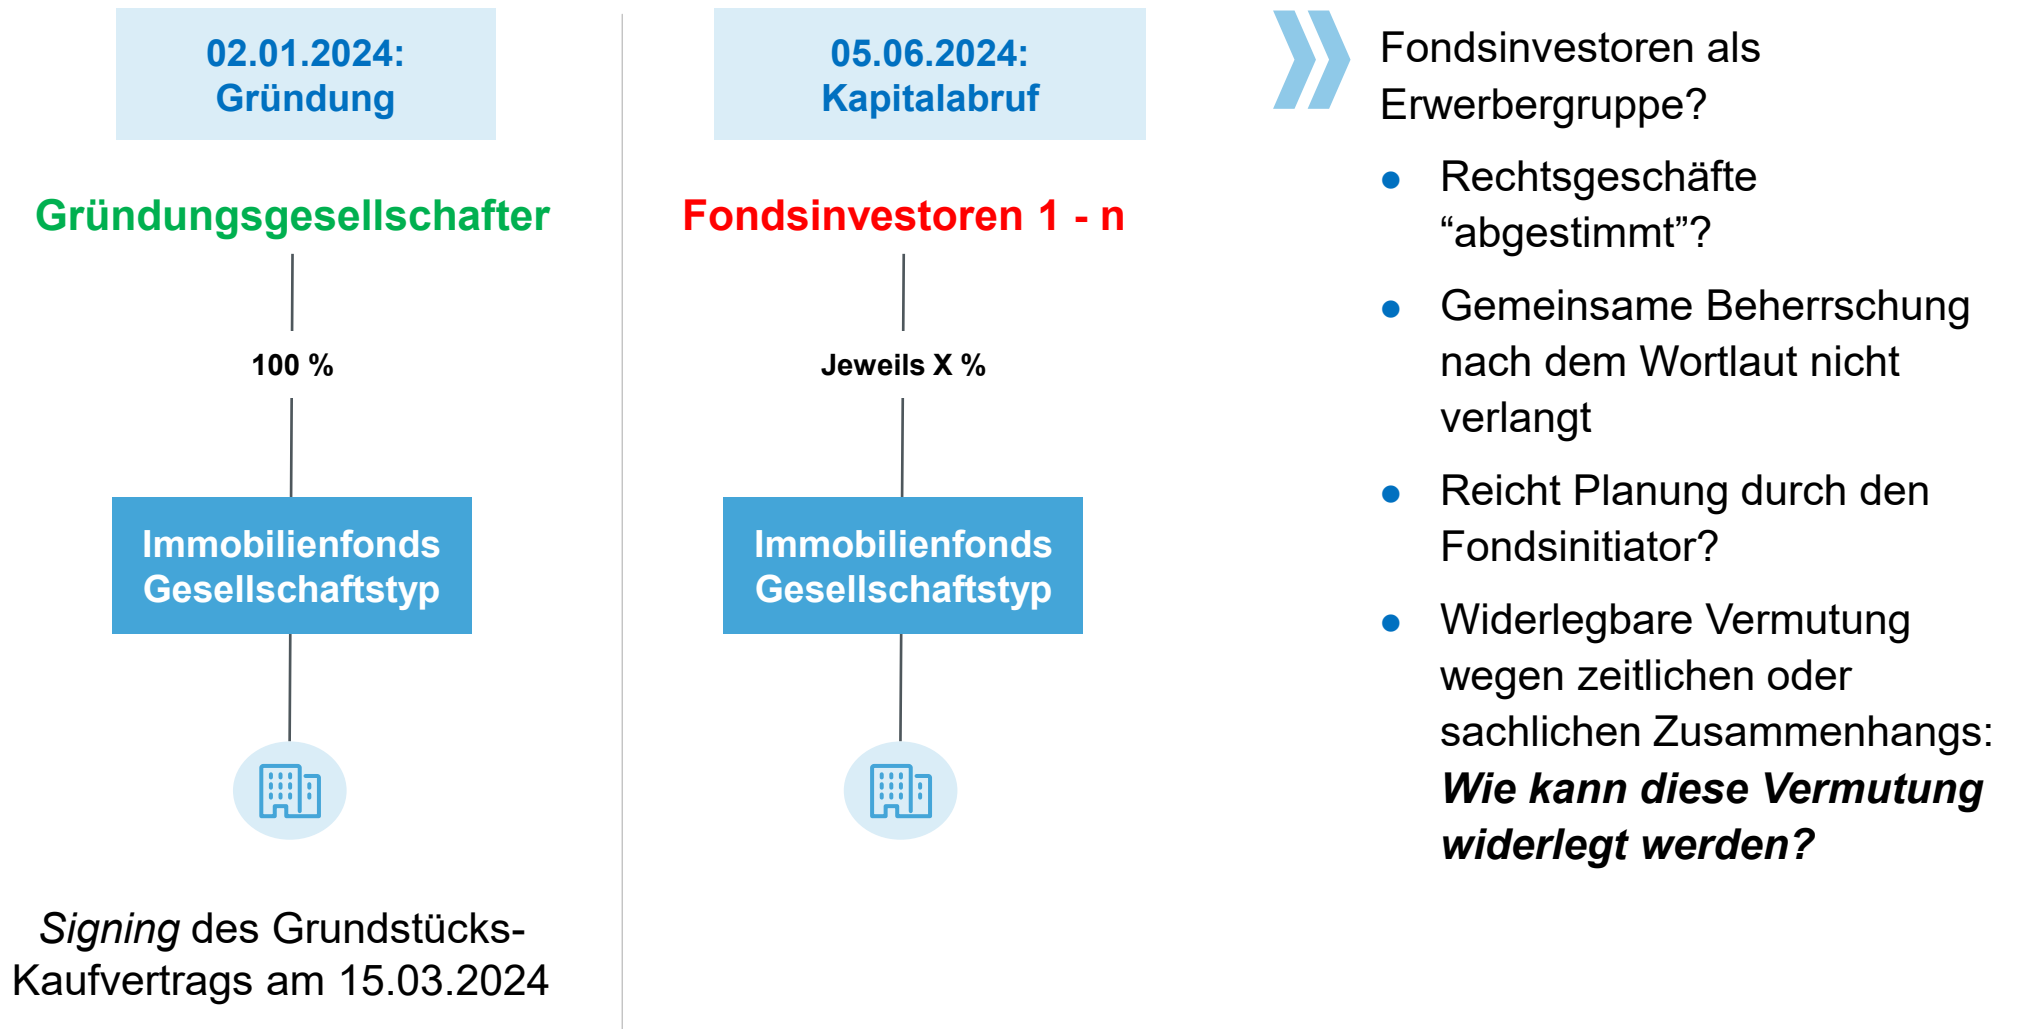 02.01.2024:
Gründung
Gründungsgesellschafter
100 %
Immobilienfonds
Gesellschaftstyp
Signing des Grundstücks-
Kaufvertrags am 15.03.2024
05.06.2024:
Kapitalabruf
Fondsinvestoren 1 - n
Jeweils X %
Immobilienfonds
Gesellschaftstyp
Fondsinvestoren als
Erwerbergruppe?
● Rechtsgeschäfte
“abgestimmt”?
● Gemeinsame Beherrschung
nach dem Wortlaut nicht
verlangt
● Reicht Planung durch den
Fondsinitiator?
● Widerlegbare Vermutung
wegen zeitlichen oder
sachlichen Zusammenhangs:
Wie kann diese Vermutung
widerlegt werden?